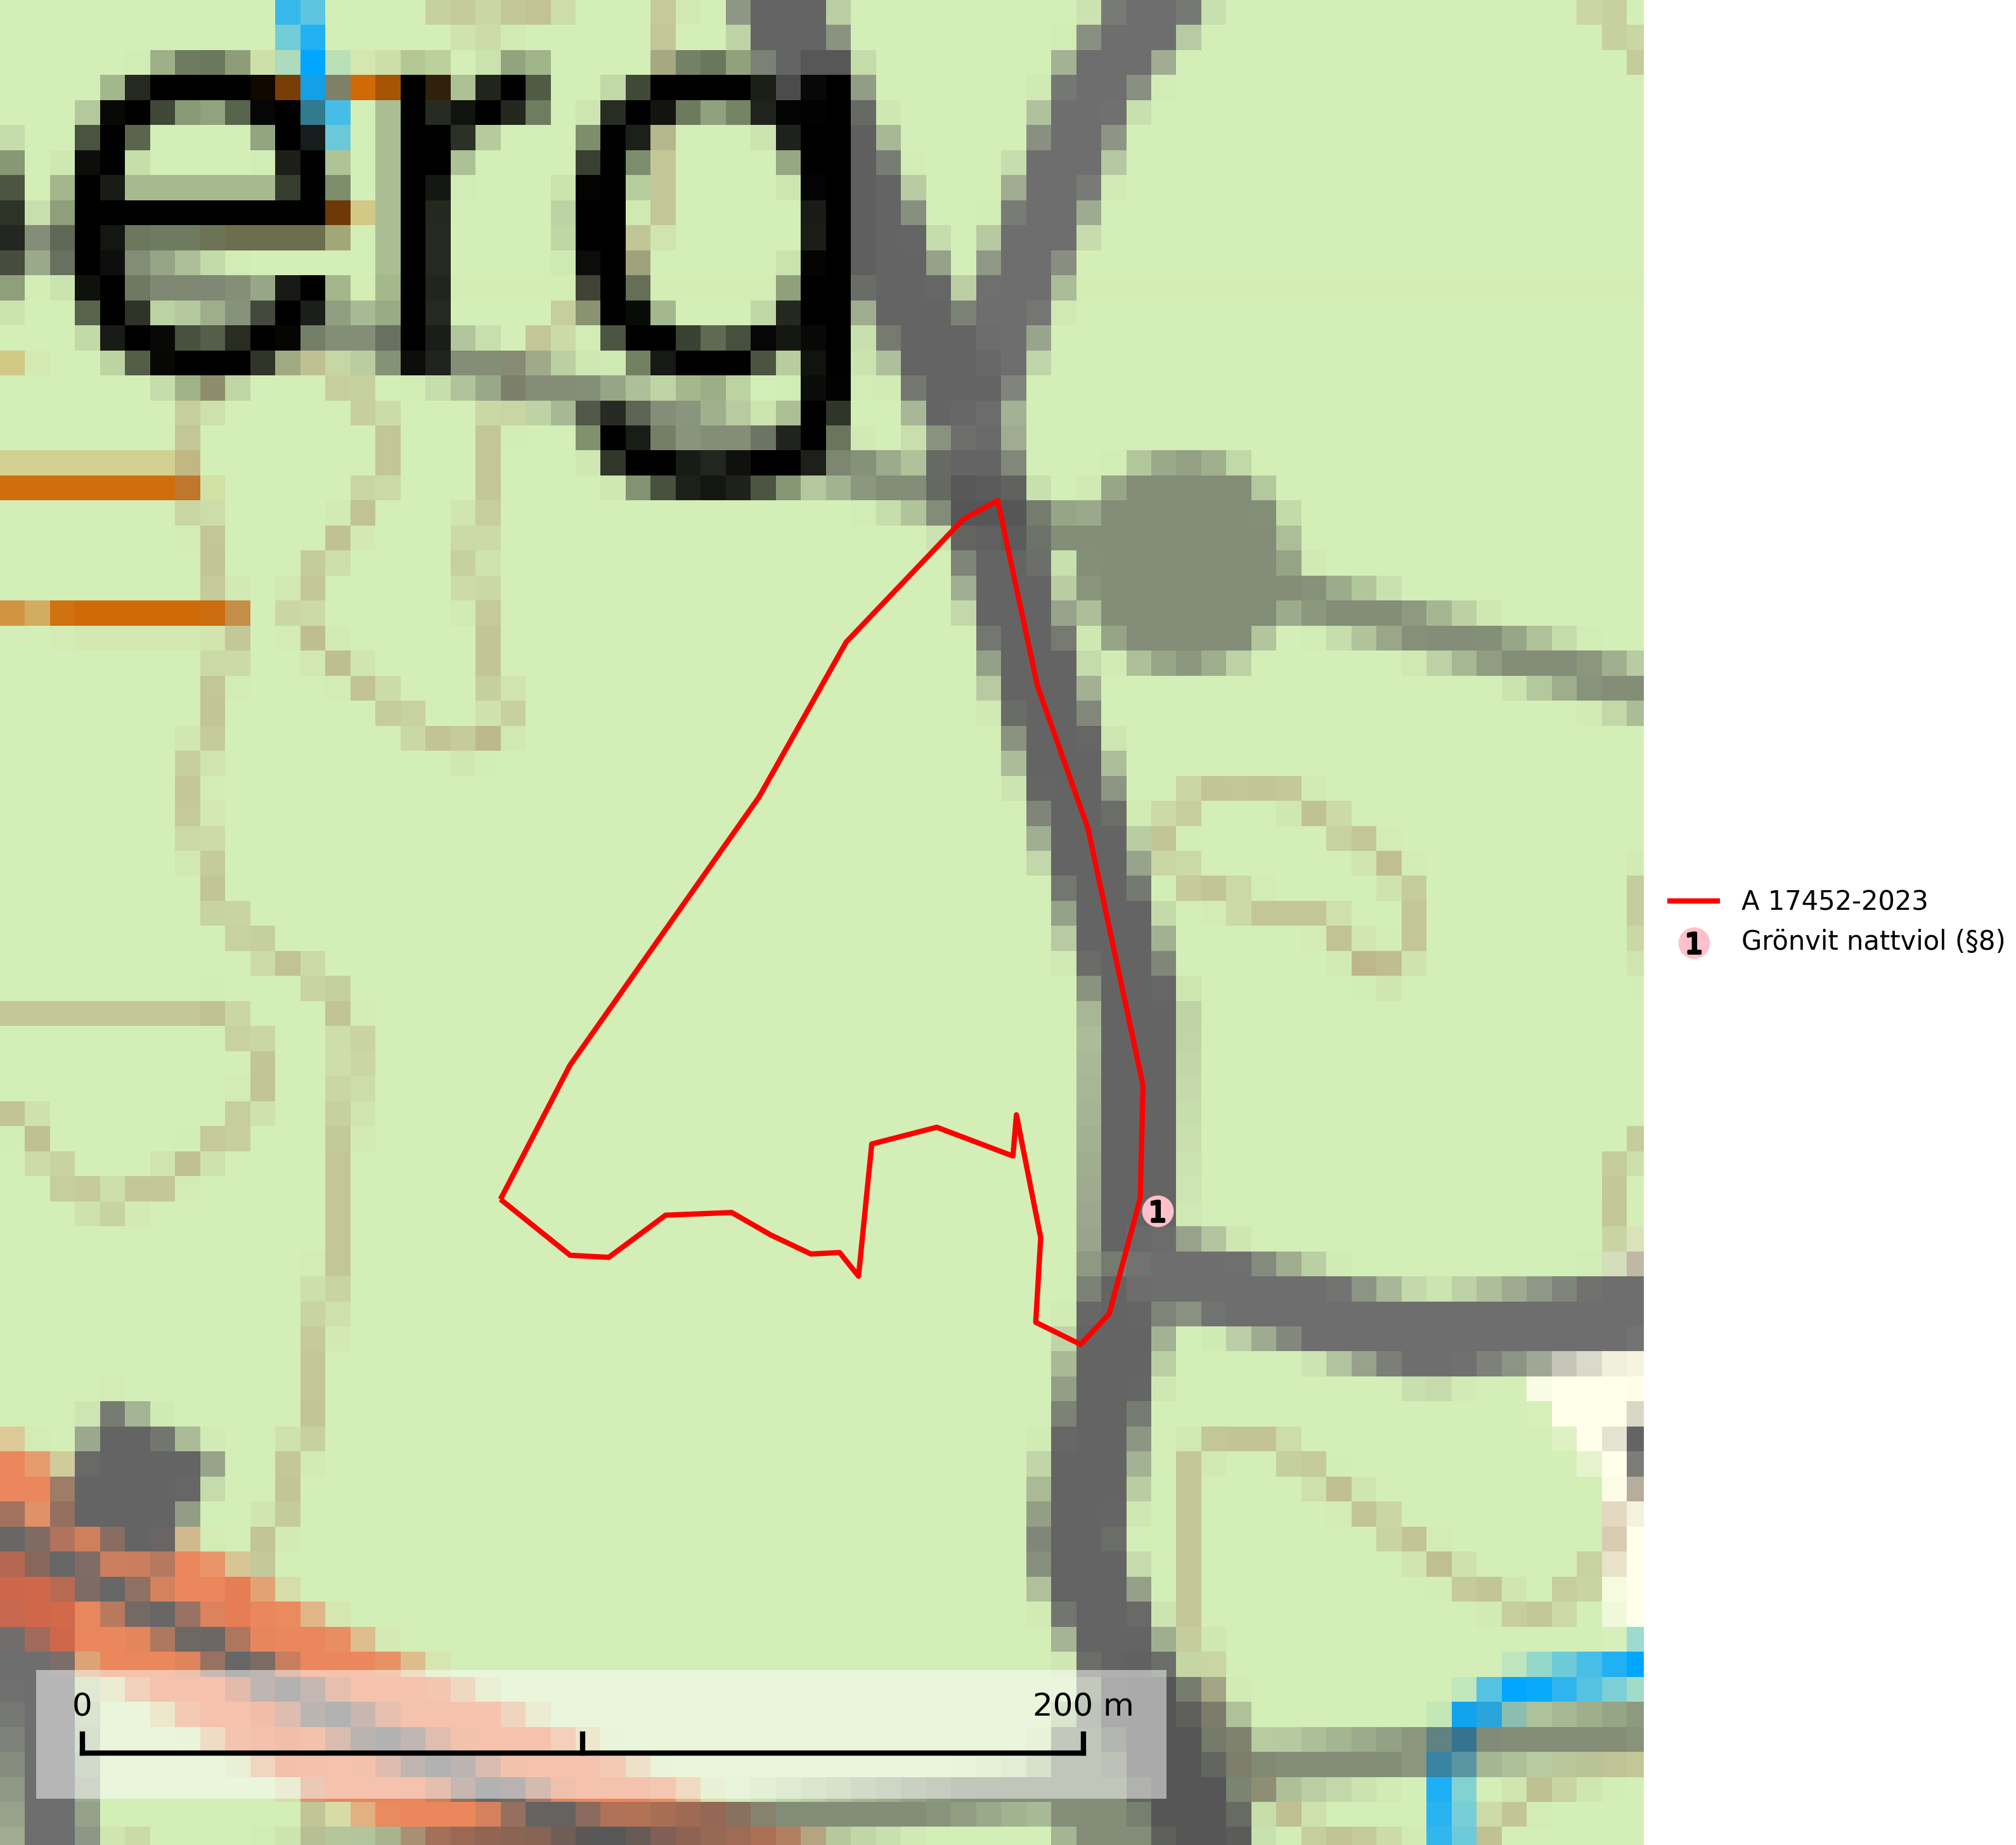 erg
A 17452-2023
1 Grönvit nattviol (§8)
1
0 200 m